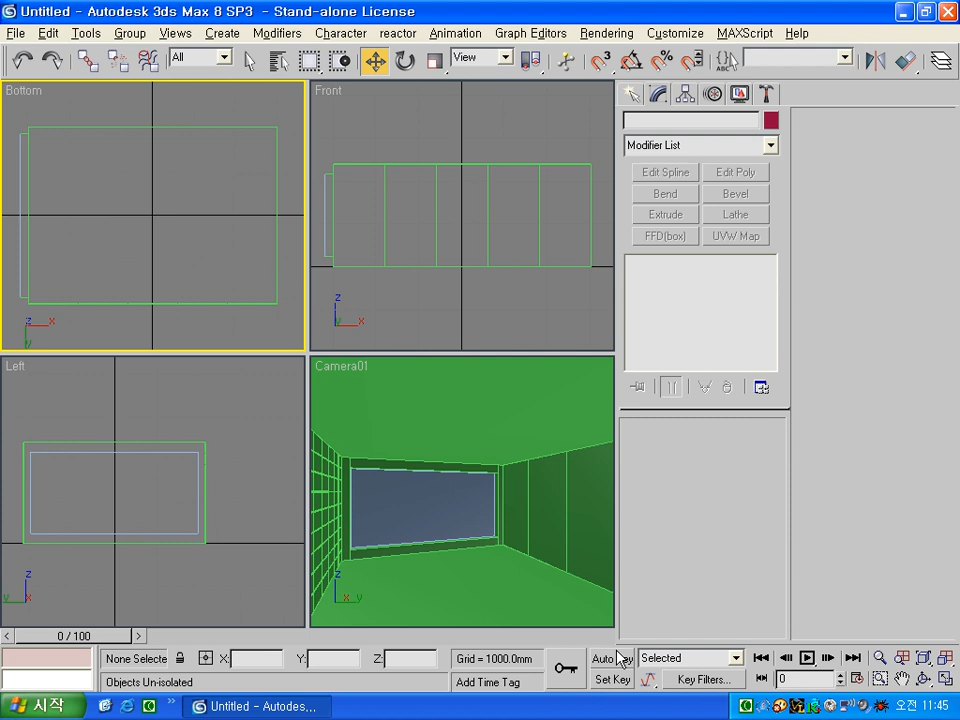 Untitled - Autodesk 3ds Max 8 SP3 - Stand-alone License
File Edit Tools Group Views Create Modifiers Character reactor Animation Graph Editors Rendering Customize MAXScript Help
All View
Bottom
Front
Left
Camera01
z x y
z y x
z y x
z x y
Modifier List
Edit Spline Edit Poly
Bend Bevel
Extrude Lathe
FFD(box) UVW Map
< 0 / 100 >
None Selecte X: Y: Z: Grid = 1000.0mm Auto Key Selected
Objects Un-isolated Add Time Tag Set Key Key Filters... 0
시작 Untitled - Autodes... 오전 11:45